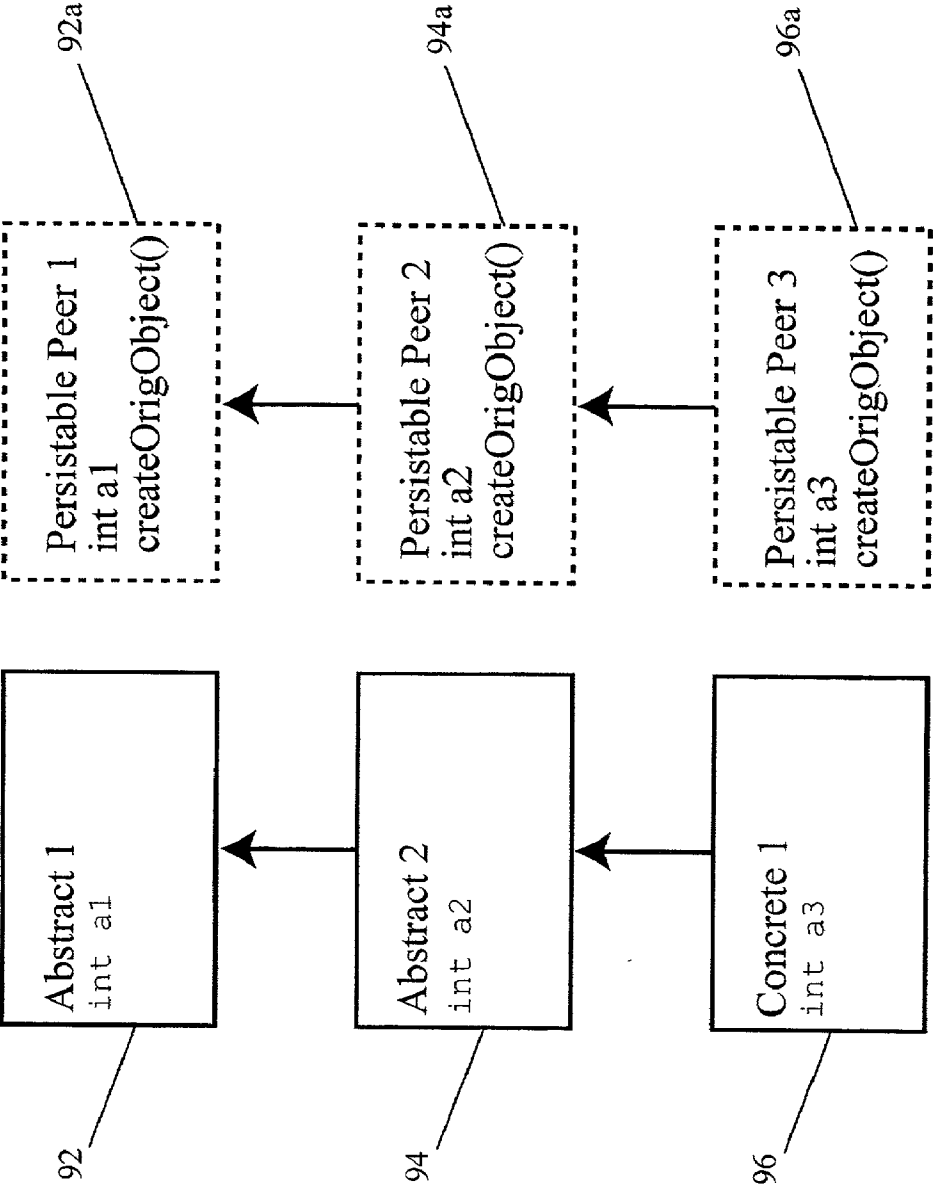 92
Abstract 1
int a1
Persistable Peer 1
int a1
createOrigObject()
92a
94
Abstract 2
int a2
Persistable Peer 2
int a2
createOrigObject()
94a
96
Concrete 1
int a3
Persistable Peer 3
int a3
createOrigObject()
96a